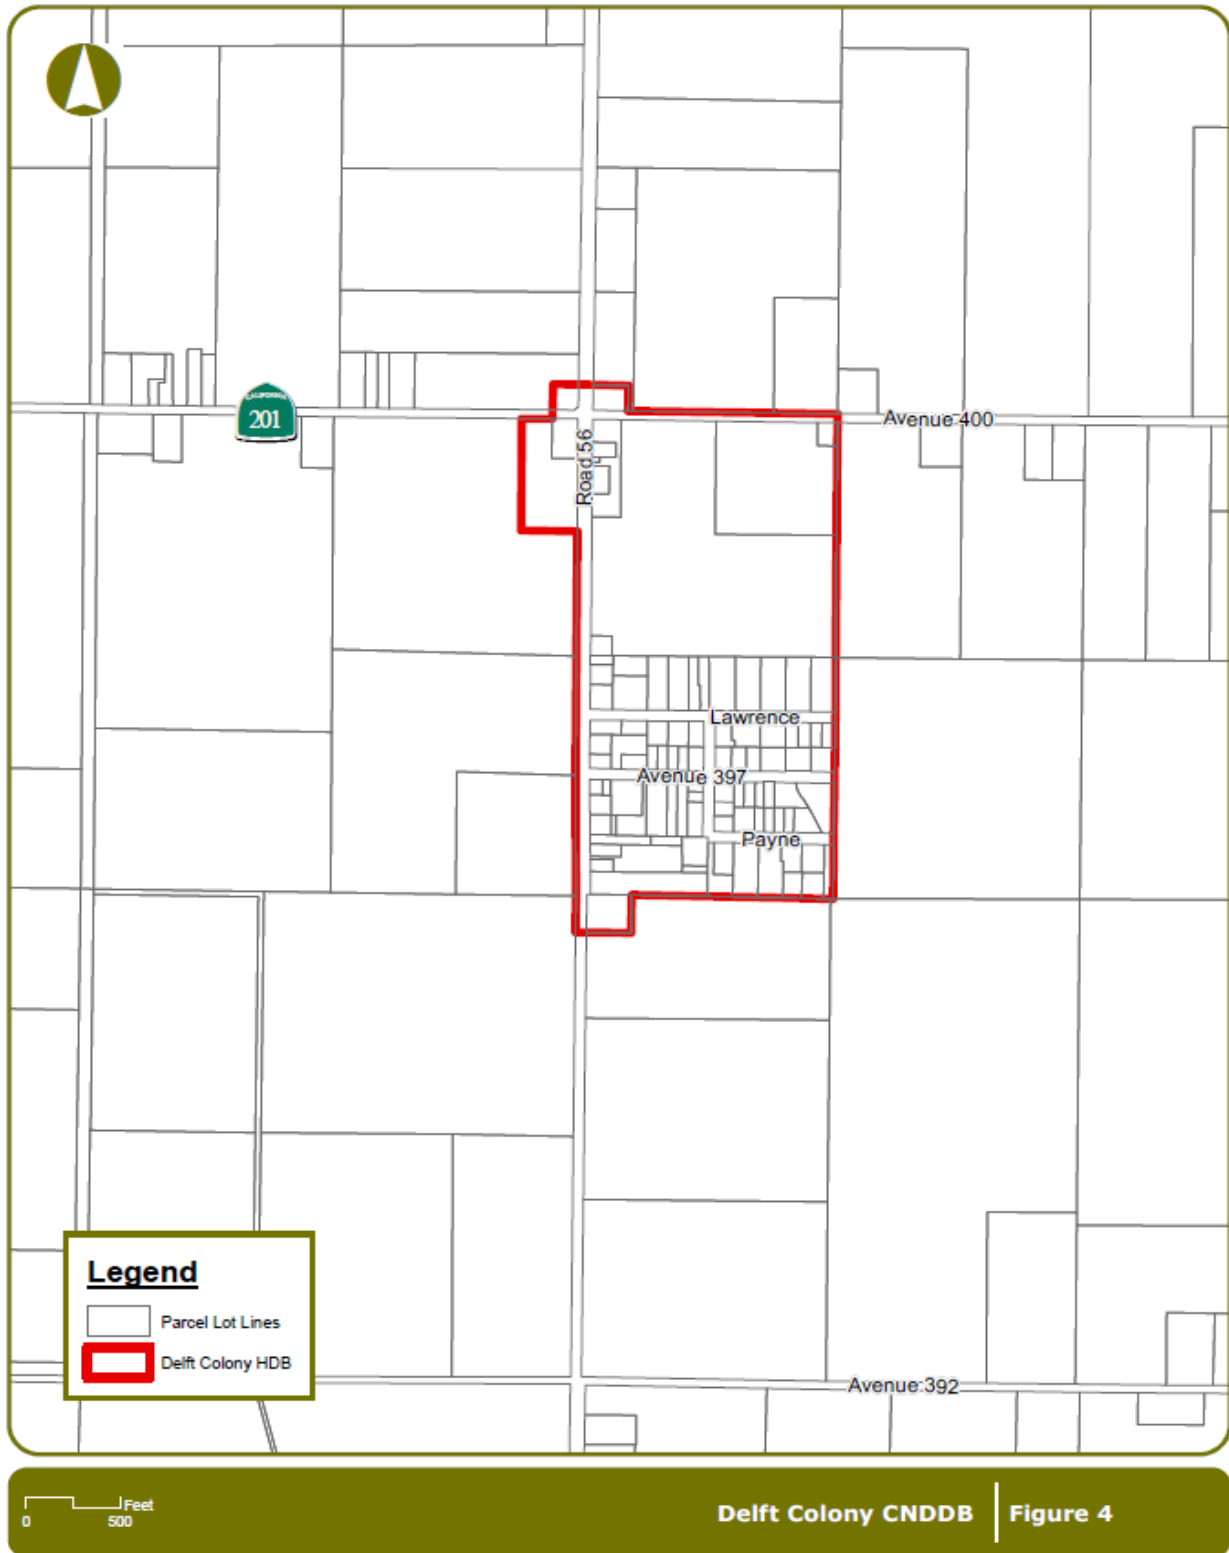 CALIFORNIA
201
Avenue 400
Road 56
Lawrence
Avenue 397
Payne
Legend
Parcel Lot Lines
Delft Colony HDB
Avenue 392
Feet
0 500
Delft Colony CNDDB
Figure 4